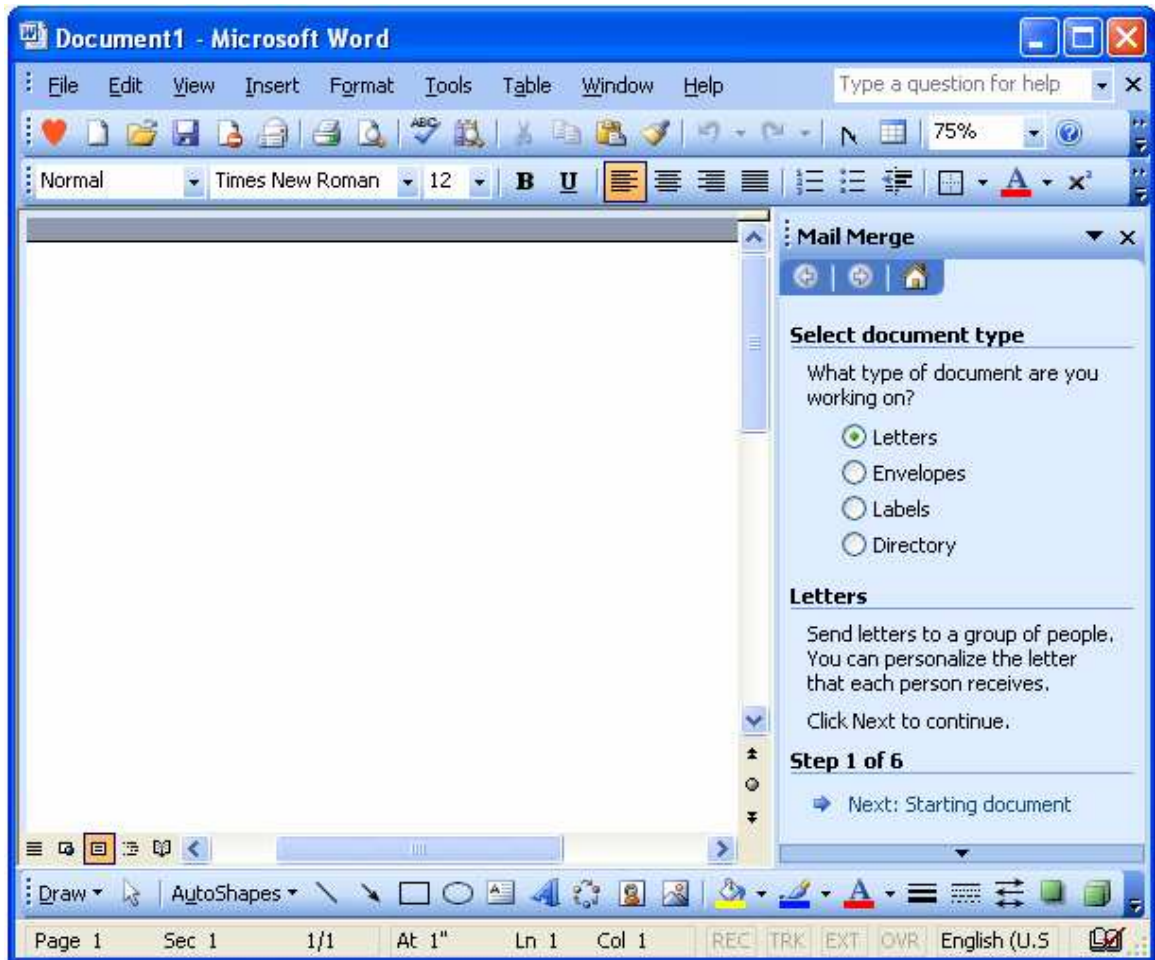 Document1 - Microsoft Word
File Edit View Insert Format Tools Table Window Help Type a question for help
ABC 75%
Normal Times New Roman 12 B U A x²
Mail Merge
Select document type
What type of document are you
working on?
Letters
Envelopes
Labels
Directory
Letters
Send letters to a group of people.
You can personalize the letter
that each person receives.
Click Next to continue.
Step 1 of 6
Next: Starting document
Draw AutoShapes A A A
Page 1 Sec 1 1/1 At 1" Ln 1 Col 1 REC TRK EXT OVR English (U.S